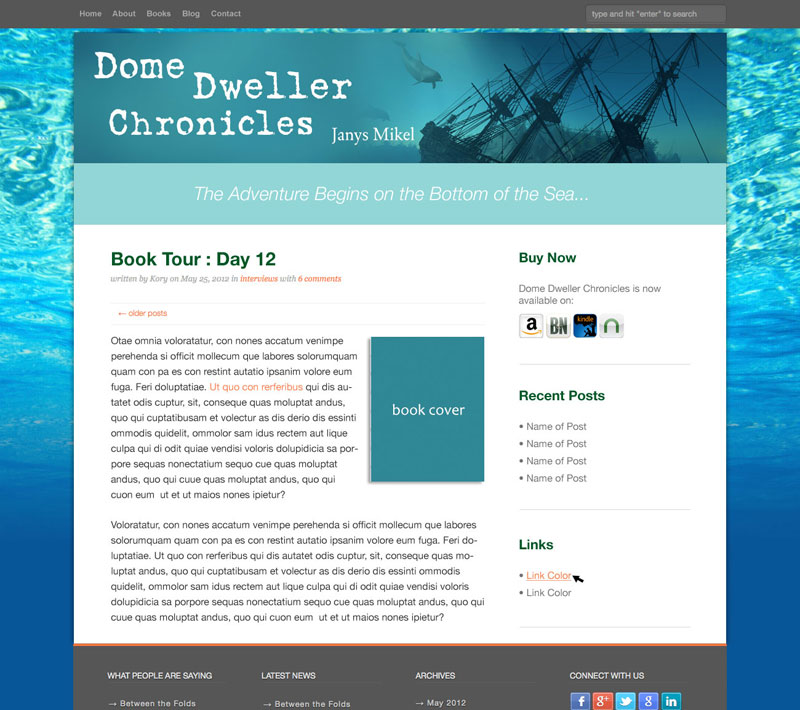 Home About Books Blog Contact
type and hit "enter" to search
Dome
Dweller
Chronicles
Janys Mikel
The Adventure Begins on the Bottom of the Sea...
Book Tour : Day 12
written by Kory on May 25, 2012 in interviews with 6 comments
← older posts
Otae omnia voloratatur, con nones accatum venimpe
perehenda si officit mollecum que labores solorumquam
quam con pa es con restint autatio ipsanim volore eum
fuga. Feri doluptatiae. Ut quo con rerferibus qui dis au-
tatet odis cuptur, sit, conseque quas moluptat andus,
quo qui cuptatibusam et volectur as dis derio dis essinti
ommodis quidelit, ommolor sam idus rectem aut lique
culpa qui di odit quiae vendisi voloris dolupidicia sa por-
pore sequas nonectatium sequo cue quas moluptat
andus, quo qui cuue quas moluptat andus, quo qui
cuon eum ut et ut maios nones ipietur?
book cover
Voloratatur, con nones accatum venimpe perehenda si officit mollecum que labores
solorumquam quam con pa es con restint autatio ipsanim volore eum fuga. Feri do-
luptatiae. Ut quo con rerferibus qui dis autatet odis cuptur, sit, conseque quas mo-
luptat andus, quo qui cuptatibusam et volectur as dis derio dis essinti ommodis
quidelit, ommolor sam idus rectem aut lique culpa qui di odit quiae vendisi voloris
dolupidicia sa porpore sequas nonectatium sequo cue quas moluptat andus, quo qui
cuue quas moluptat andus, quo qui cuon eum ut et ut maios nones ipietur?
Buy Now
Dome Dweller Chronicles is now
available on:
a BN kindle n
Recent Posts
• Name of Post
• Name of Post
• Name of Post
• Name of Post
Links
• Link Color
• Link Color
WHAT PEOPLE ARE SAYING
→ Between the Folds
LATEST NEWS
→ Between the Folds
ARCHIVES
→ May 2012
CONNECT WITH US
f g+ g in